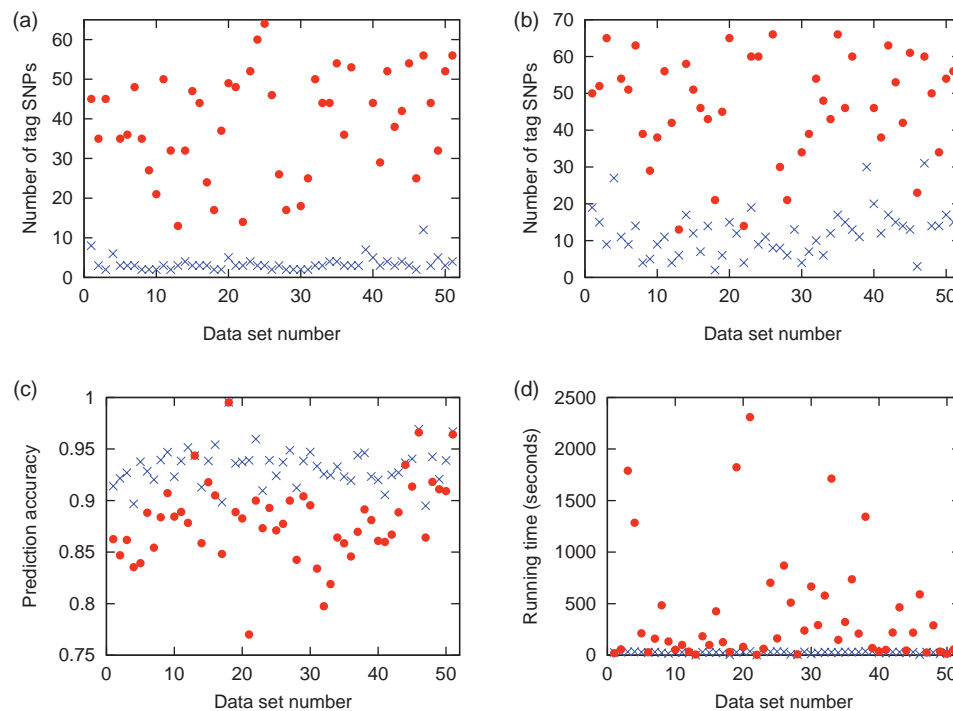 (a)
Number of tag SNPs
60
50
40
30
20
10
0
0 10 20 30 40 50
Data set number
(b)
Number of tag SNPs
70
60
50
40
30
20
10
0
0 10 20 30 40 50
Data set number
(c)
Prediction accuracy
1
0.95
0.9
0.85
0.8
0.75
0 10 20 30 40 50
Data set number
(d)
Running time (seconds)
2500
2000
1500
1000
500
0
0 10 20 30 40 50
Data set number